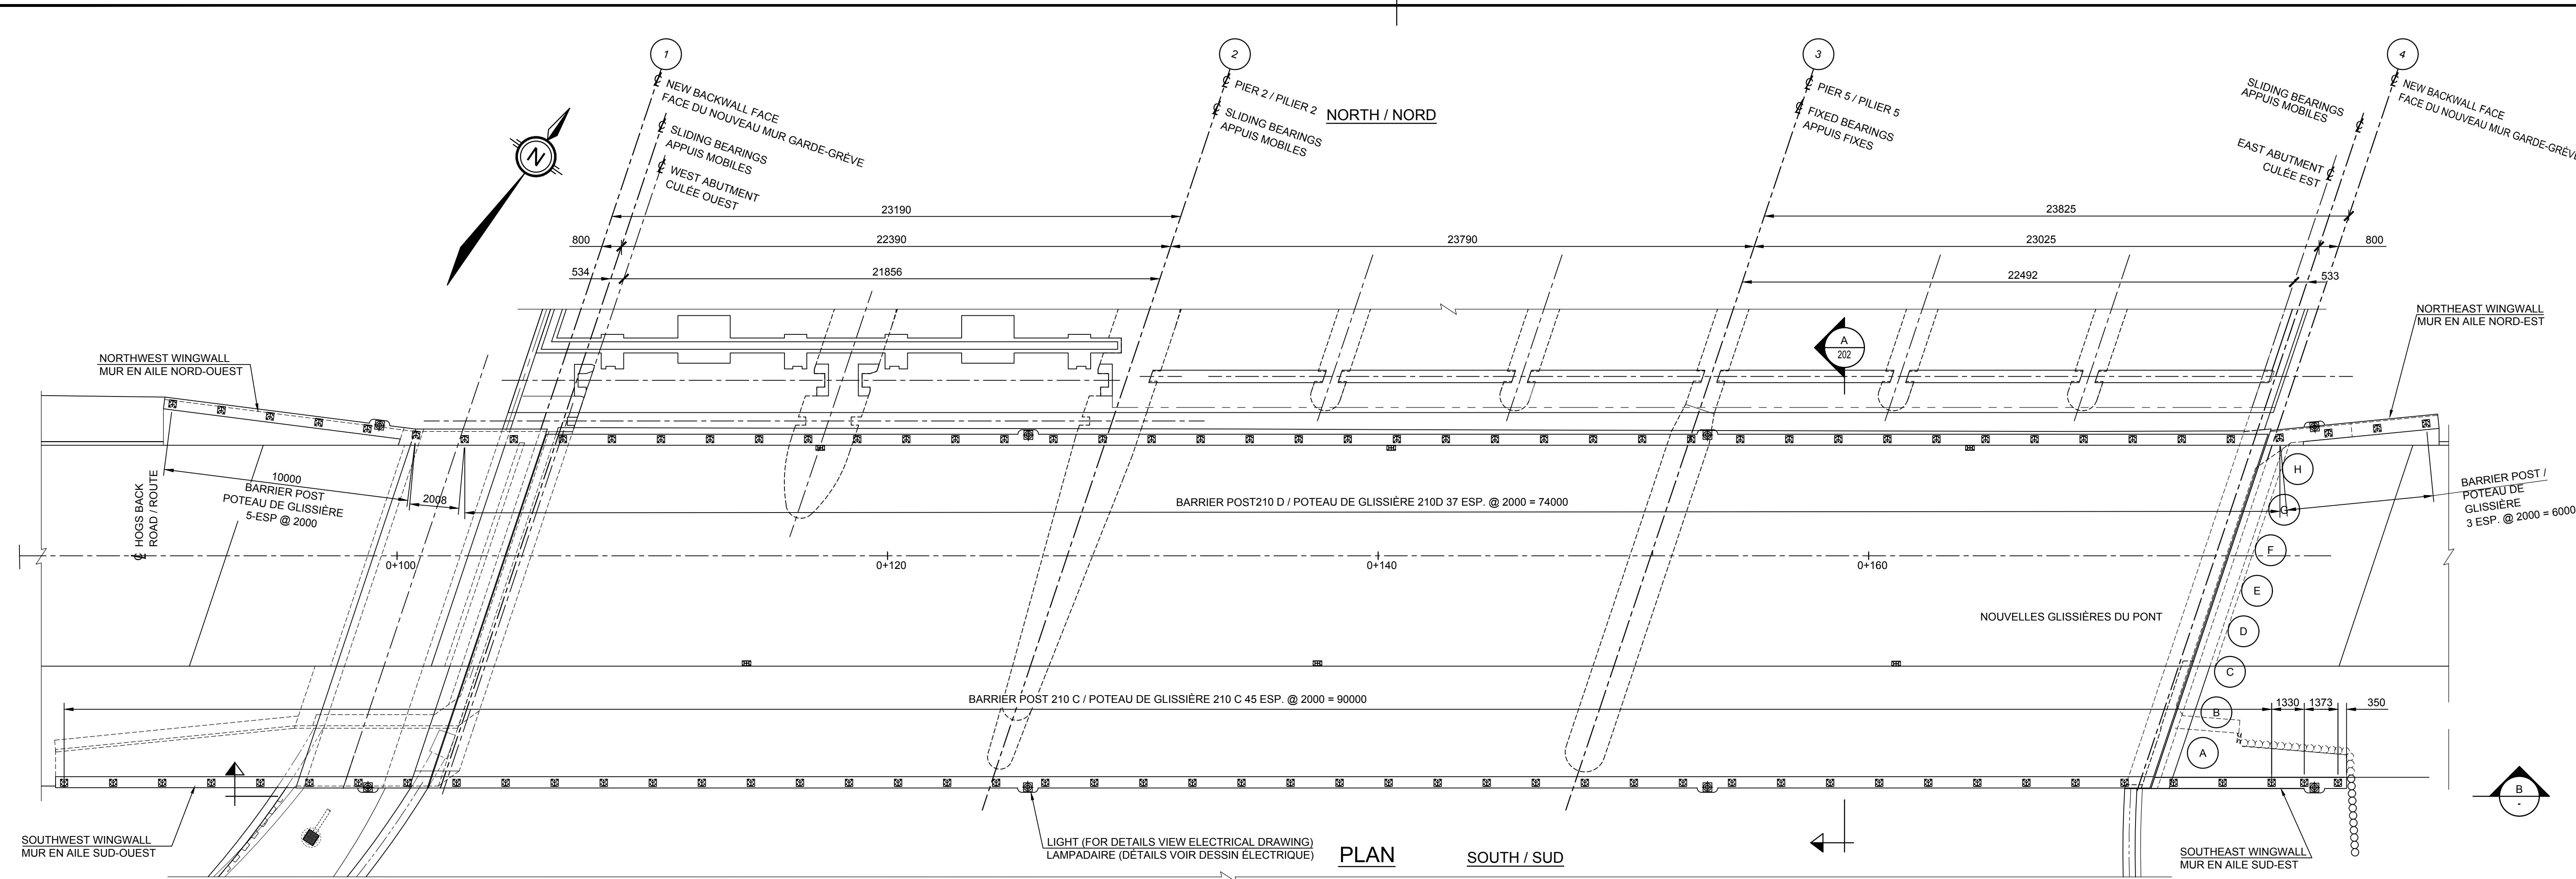 1
2
3
4
℄ NEW BACKWALL FACE
FACE DU NOUVEAU MUR GARDE-GRÈVE
℄ SLIDING BEARINGS
APPUIS MOBILES
℄ WEST ABUTMENT
CULÉE OUEST
℄ PIER 2 / PILIER 2
℄ SLIDING BEARINGS
APPUIS MOBILES
NORTH / NORD
℄ PIER 5 / PILIER 5
℄ FIXED BEARINGS
APPUIS FIXES
SLIDING BEARINGS ℄
APPUIS MOBILES
EAST ABUTMENT ℄
CULÉE EST
℄ NEW BACKWALL FACE
FACE DU NOUVEAU MUR GARDE-GRÈVE
N
23190
23825
800
22390
23790
23025
800
534
21856
22492
533
NORTHWEST WINGWALL
MUR EN AILE NORD-OUEST
A
202
NORTHEAST WINGWALL
MUR EN AILE NORD-EST
℄ HOGS BACK
ROAD / ROUTE
10000
BARRIER POST
POTEAU DE GLISSIÈRE
5-ESP @ 2000
2008
BARRIER POST210 D / POTEAU DE GLISSIÈRE 210D 37 ESP. @ 2000 = 74000
BARRIER POST /
POTEAU DE
GLISSIÈRE
3 ESP. @ 2000 = 6000
H
G
F
E
D
C
B
A
0+100
0+120
0+140
0+160
NOUVELLES GLISSIÈRES DU PONT
BARRIER POST 210 C / POTEAU DE GLISSIÈRE 210 C 45 ESP. @ 2000 = 90000
1330
1373
350
B
-
SOUTHWEST WINGWALL
MUR EN AILE SUD-OUEST
LIGHT (FOR DETAILS VIEW ELECTRICAL DRAWING)
LAMPADAIRE (DÉTAILS VOIR DESSIN ÉLECTRIQUE)
PLAN
SOUTH / SUD
SOUTHEAST WINGWALL
MUR EN AILE SUD-EST